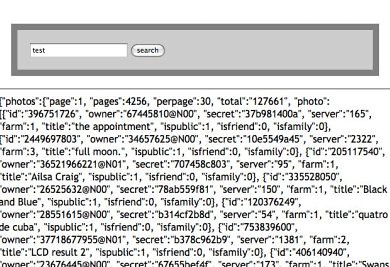 test
search
{"photos":{"page":1, "pages":4256, "perpage":30, "total":"127661", "photo":
[{"id":"396751726", "owner":"67445810@N00", "secret":"37b981400a", "server":"165",
"farm":1, "title":"the appointment", "ispublic":1, "isfriend":0, "isfamily":0},
{"id":"2449697803", "owner":"34657625@N00", "secret":"10e5549a45", "server":"2322",
"farm":3, "title":"full moon.", "ispublic":1, "isfriend":0, "isfamily":0}, {"id":"205117540",
"owner":"36521966221@N01", "secret":"707458c803", "server":"95", "farm":1,
"title":"Ailsa Craig", "ispublic":1, "isfriend":0, "isfamily":0}, {"id":"335528050",
"owner":"26525632@N00", "secret":"78ab559f81", "server":"150", "farm":1, "title":"Black
and Blue", "ispublic":1, "isfriend":0, "isfamily":0}, {"id":"120376249",
"owner":"28551615@N00", "secret":"b314cf2b8d", "server":"54", "farm":1, "title":"quatro
de cuba", "ispublic":1, "isfriend":0, "isfamily":0}, {"id":"753839600",
"owner":"37718677955@N01", "secret":"b378c962b9", "server":"1381", "farm":2,
"title":"LCD result 2", "ispublic":1, "isfriend":0, "isfamily":0}, {"id":"406140940",
"owner":"23676445@N00", "secret":"67655bef4f", "server":"173", "farm":1, "title":"Swans